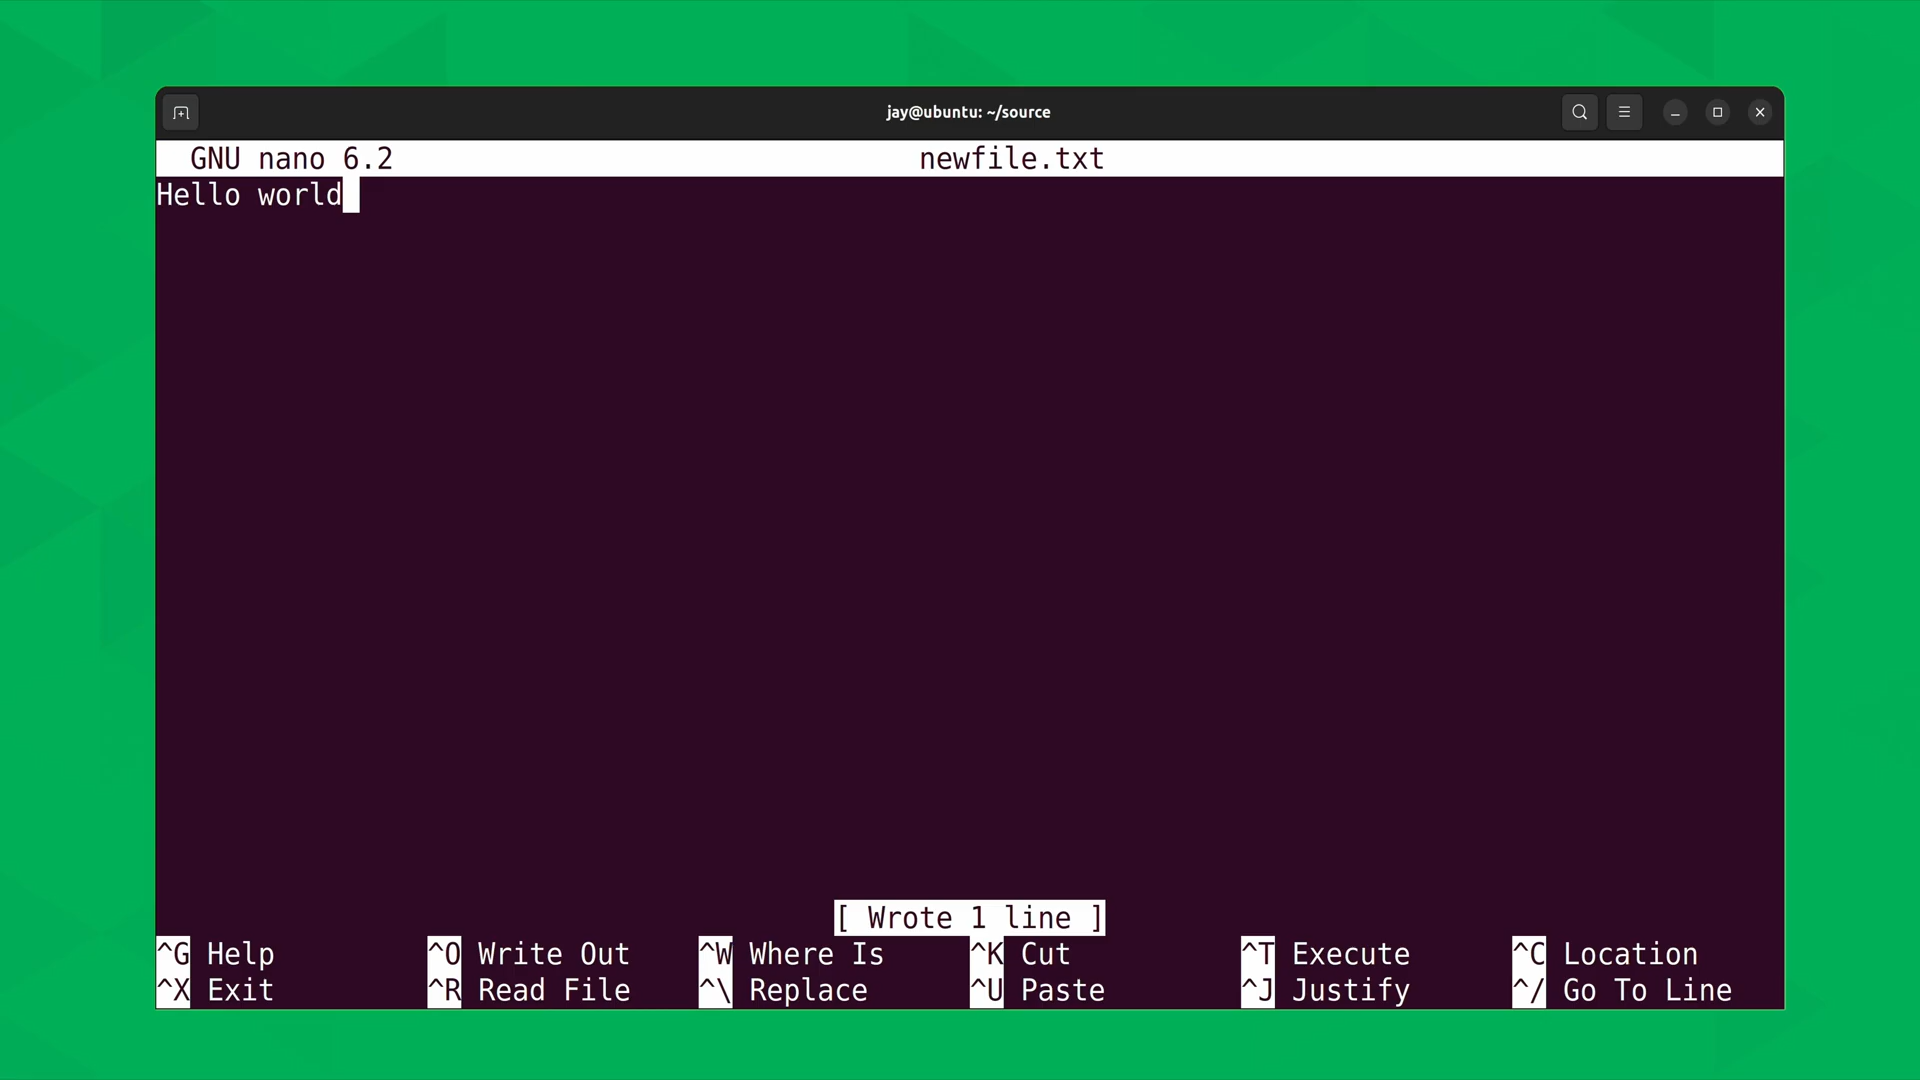 jay@ubuntu: ~/source
GNU nano 6.2 newfile.txt
Hello world
[ Wrote 1 line ]
^G Help ^O Write Out ^W Where Is ^K Cut ^T Execute ^C Location
^X Exit ^R Read File ^\ Replace ^U Paste ^J Justify ^/ Go To Line